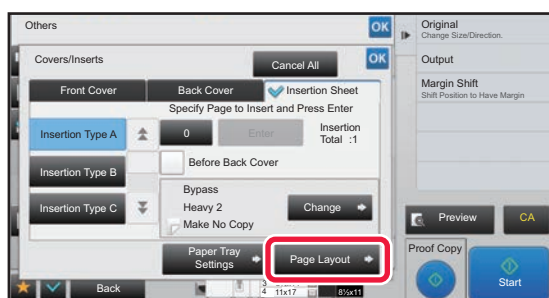 Others
OK
Original
Change Size/Direction.
Covers/Inserts
Cancel All
OK
Output
Front Cover
Back Cover
Insertion Sheet
Margin Shift
Shift Position to Have Margin
Specify Page to Insert and Press Enter
Insertion Type A
0
Enter
Insertion
Total :1
Before Back Cover
Insertion Type B
Bypass
Insertion Type C
Heavy 2
Change
Make No Copy
Preview
CA
Paper Tray
Settings
Page Layout
Proof Copy
Start
Back
4 11x17
8½x11